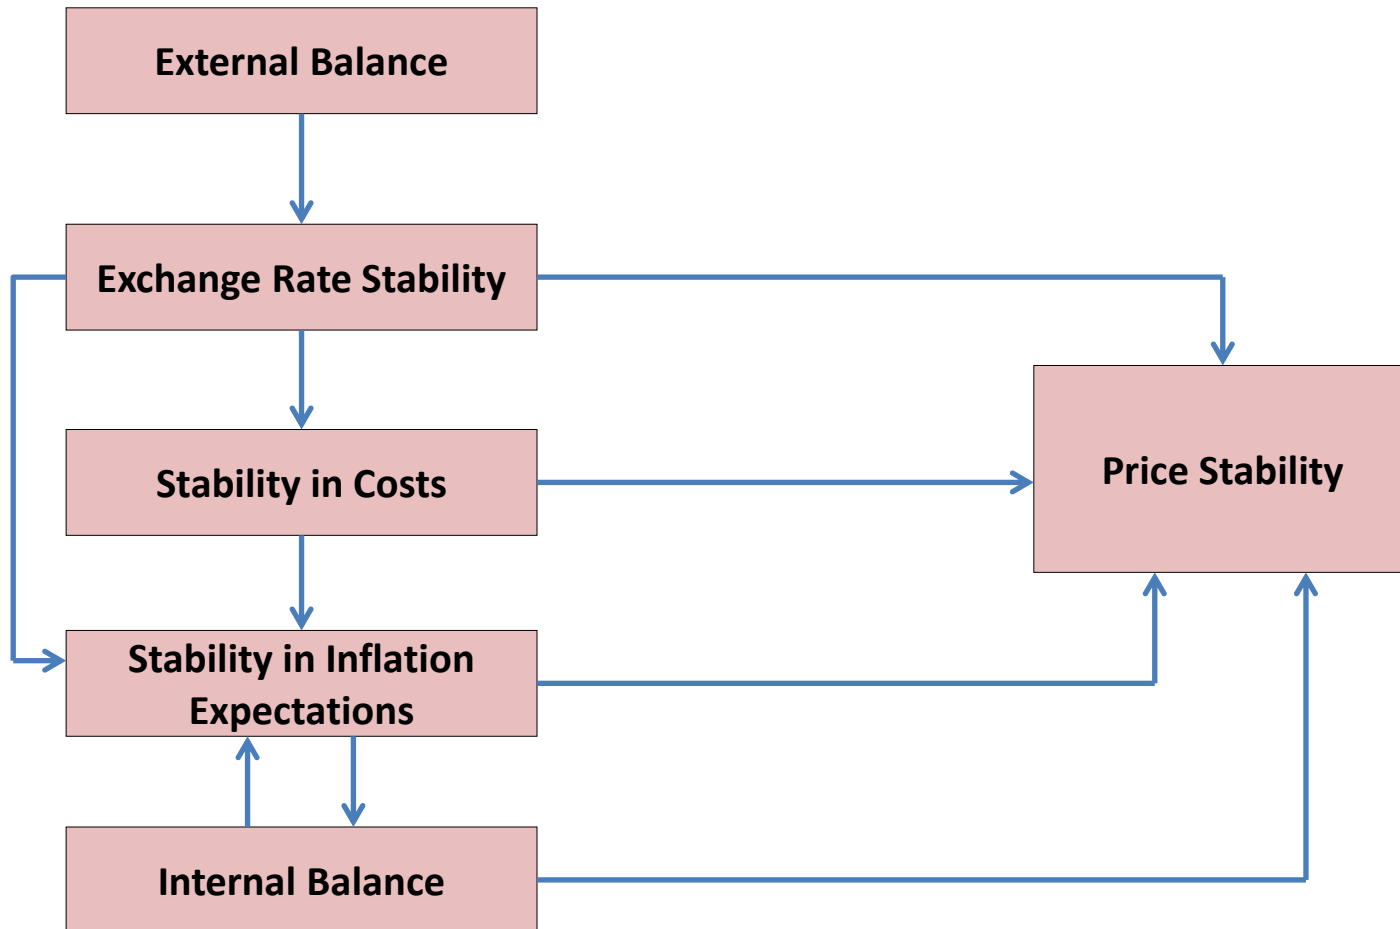 External Balance
Exchange Rate Stability
Stability in Costs
Price Stability
Stability in Inflation
Expectations
Internal Balance